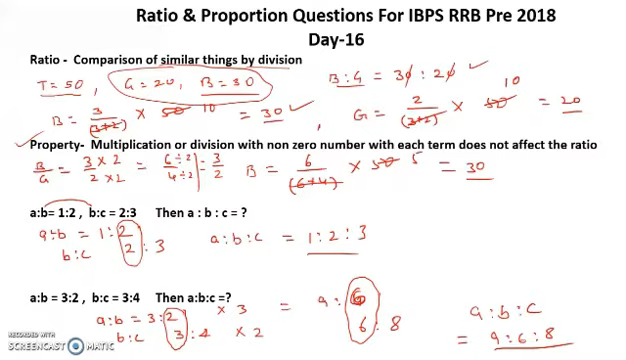 Ratio & Proportion Questions For IBPS RRB Pre 2018
Day-16
Ratio - Comparison of similar things by division
T = 50 , G = 20 , B = 30
B : G = 30 : 20 ✓
B = 3/(3+2) × 50 10 = 30 ✓ , G = 2/(3+2) × 50 10 = 20
✓ Property- Multiplication or division with non zero number with each term does not affect the ratio
B/G = 3 × 2/2 × 2 = 6 ÷ 2/4 ÷ 2 = 3/2 B = 6/(6+4) × 50 5 = 30
a:b= 1:2 , b:c = 2:3 Then a : b : c = ?
a:b = 1 : 2
b:c 2 : 3
a : b : c = 1 : 2 : 3
a:b = 3:2 , b:c = 3:4 Then a:b:c =?
a:b = 3 : 2 × 3 = 9 : 6
b:c 3 : 4 × 2 6 : 8
a : b : c
= 9 : 6 : 8
RECORDED WITH
SCREENCAST MATIC